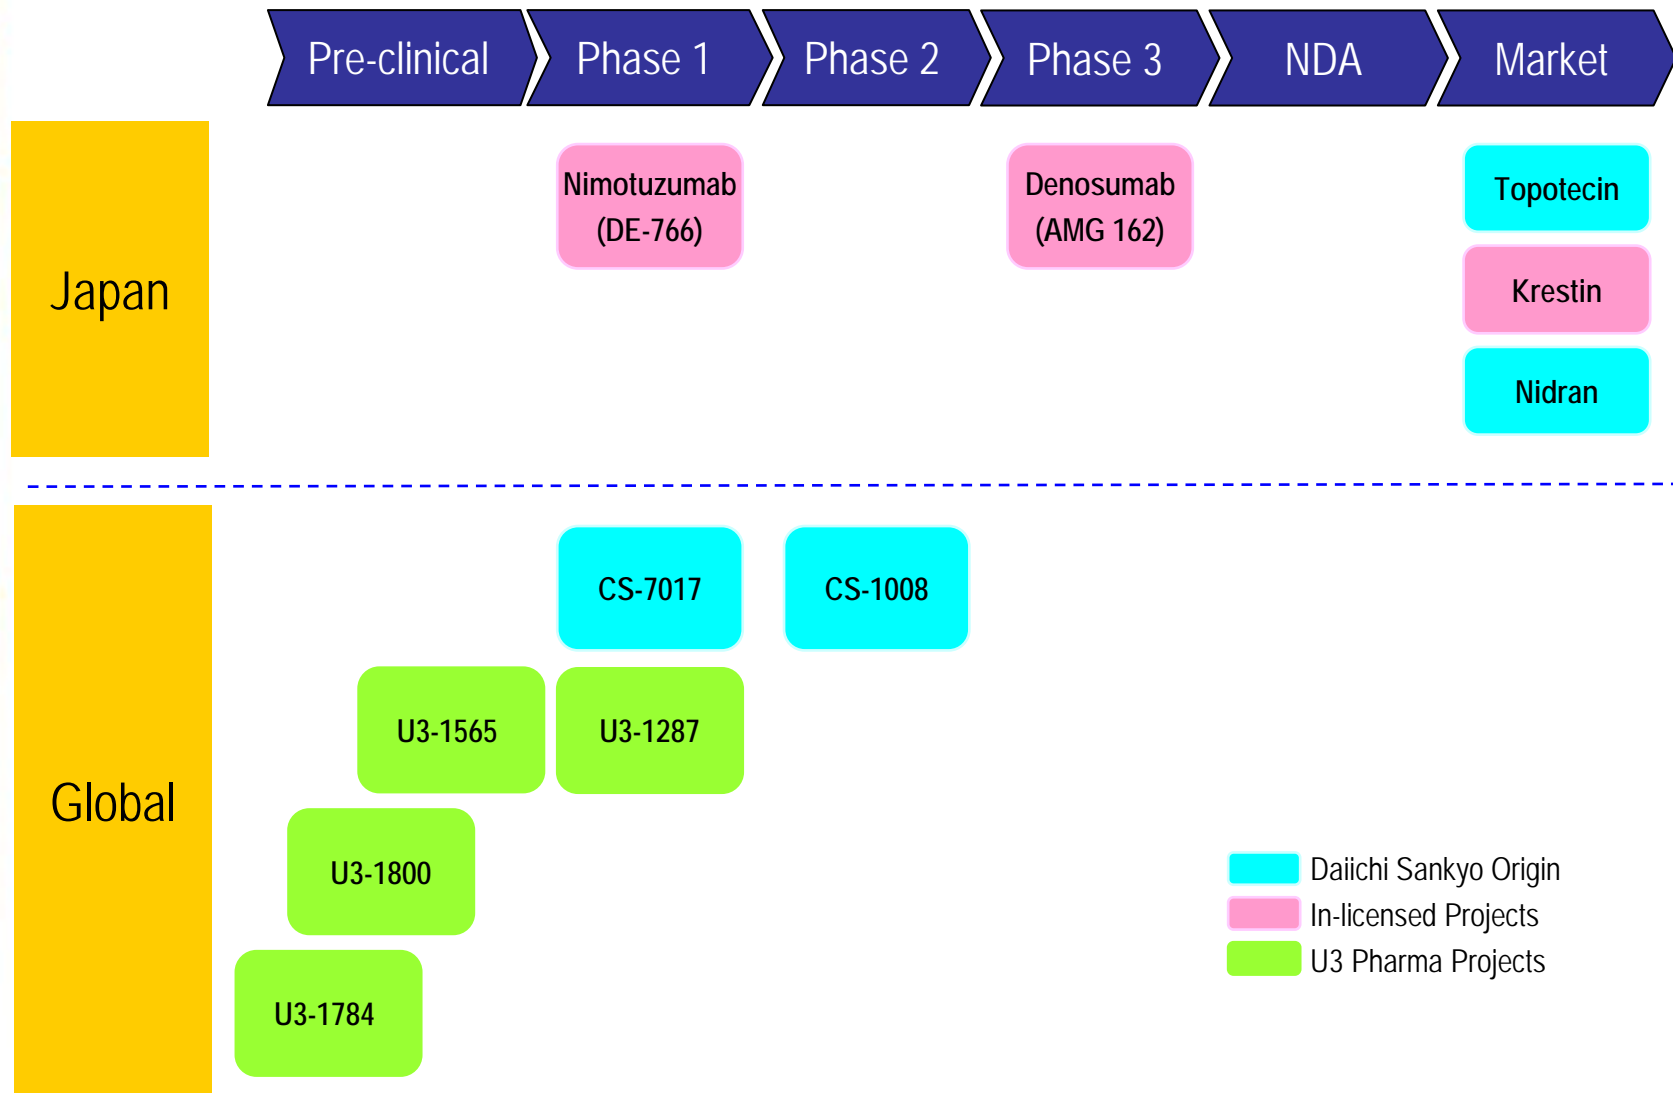 Pre-clinical
Phase 1
Phase 2
Phase 3
NDA
Market
Japan
Nimotuzumab
(DE-766)
Denosumab
(AMG 162)
Topotecin
Krestin
Nidran
Global
CS-7017
CS-1008
U3-1565
U3-1287
U3-1800
U3-1784
Daiichi Sankyo Origin
In-licensed Projects
U3 Pharma Projects